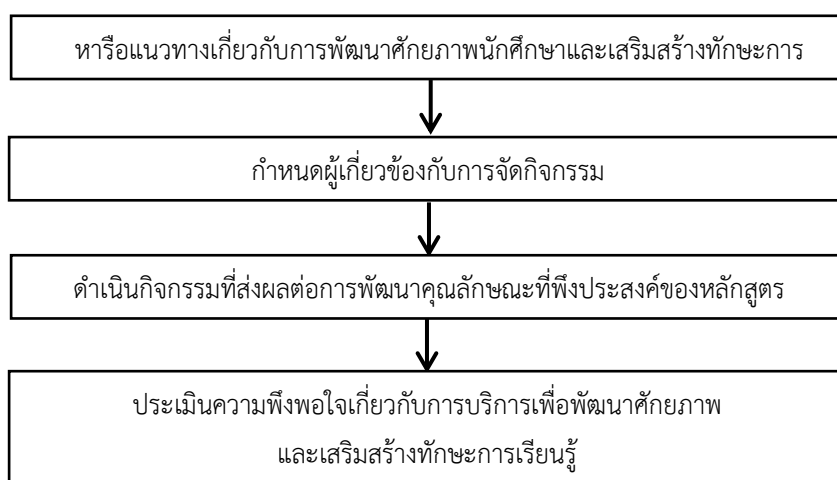 หารือแนวทางเกี่ยวกับการพัฒนาศักยภาพนักศึกษาและเสริมสร้างทักษะการ
กำหนดผู้เกี่ยวข้องกับการจัดกิจกรรม
ดำเนินกิจกรรมที่ส่งผลต่อการพัฒนาคุณลักษณะที่พึงประสงค์ของหลักสูตร
ประเมินความพึงพอใจเกี่ยวกับการบริการเพื่อพัฒนาศักยภาพ
และเสริมสร้างทักษะการเรียนรู้